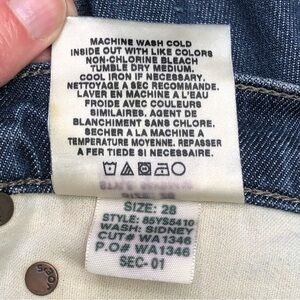 MACHINE WASH COLD
INSIDE OUT WITH LIKE COLORS
NON-CHLORINE BLEACH
TUMBLE DRY MEDIUM.
COOL IRON IF NECESSARY.
NETTOYAGE A SEC RECOMMANDE.
LAVER EN MACHINE A L'EAU
FROIDE AVEC COULEURS
SIMILAIRES. AGENT DE
BLANCHIMENT SANS CHLORE.
SECHER A LA MACHINE A
TEMPERATURE MOYENNE. REPASSER
A FER TIEDE SI NECESSAIRE.
SIZE: 28
STYLE: 85YS5410
WASH: SIDNEY
CUT# WA1346
P.O# WA1346
SEC-01